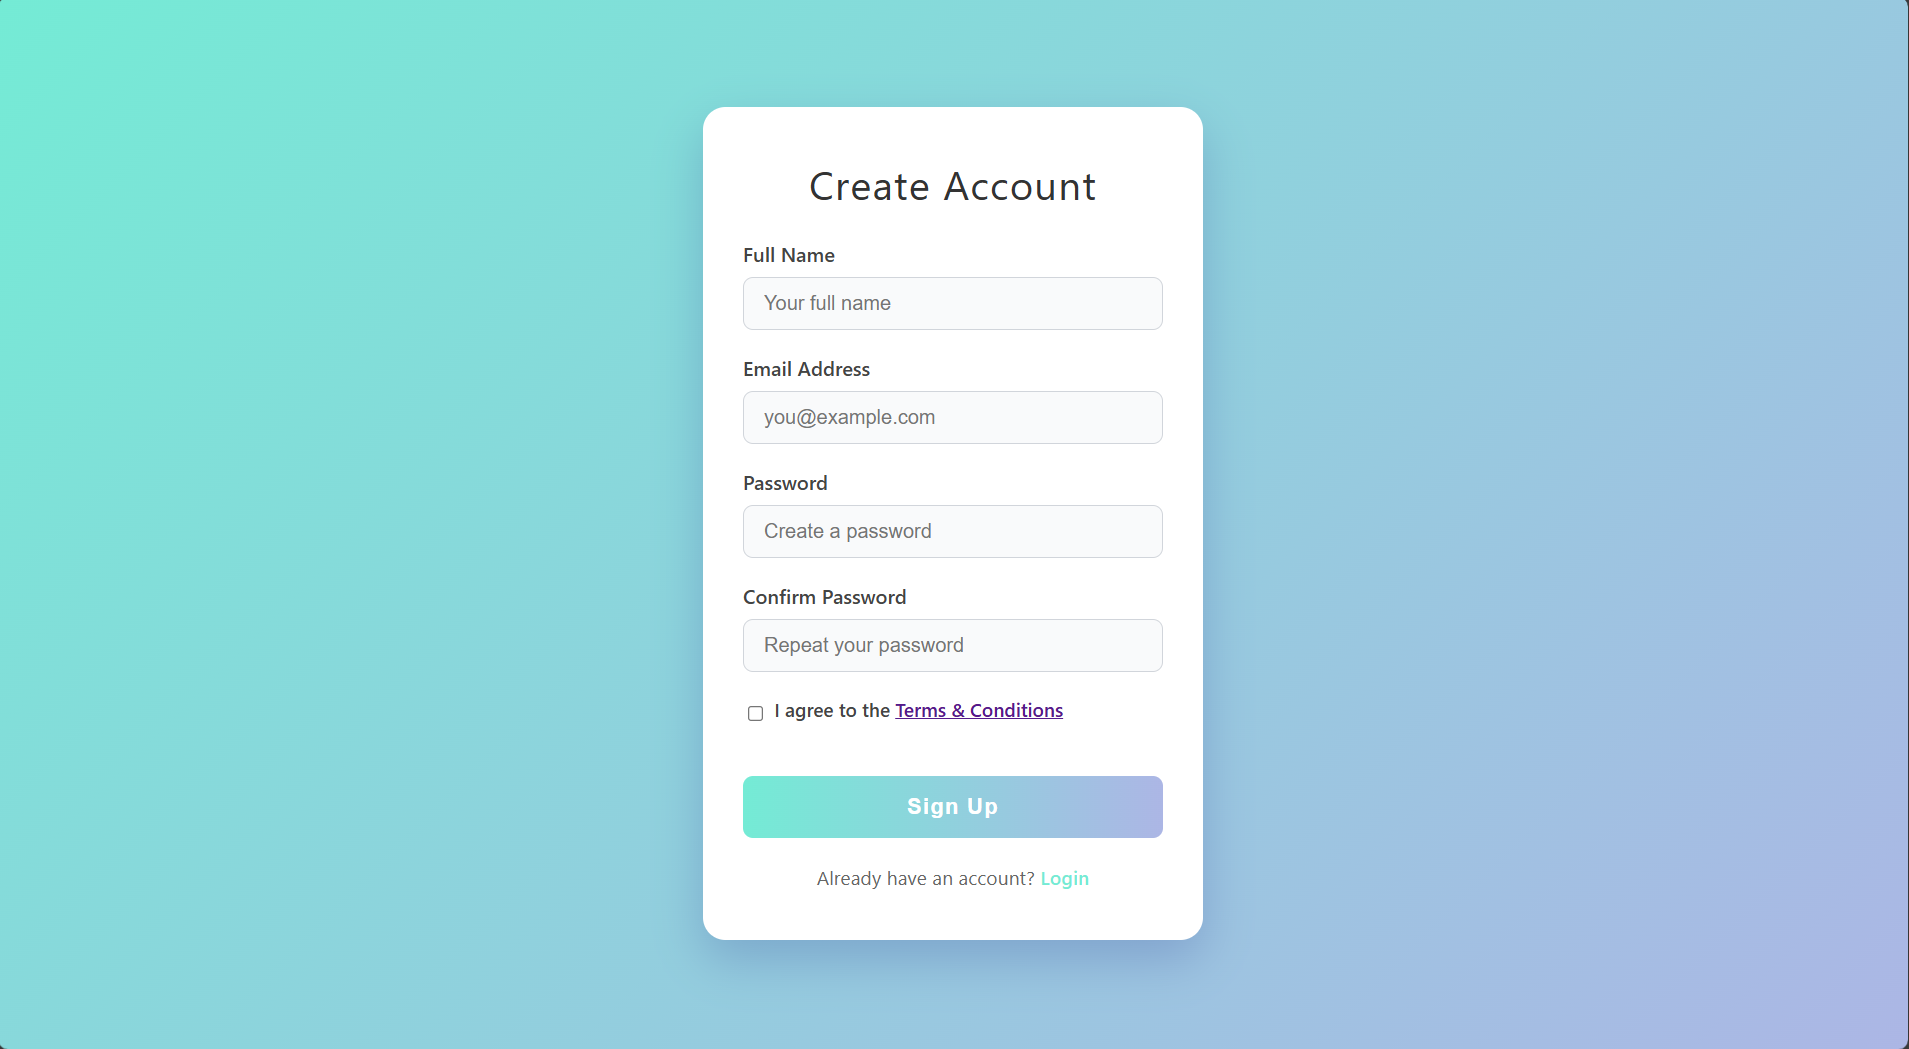 Create Account
Full Name
Your full name
Email Address
you@example.com
Password
Create a password
Confirm Password
Repeat your password
I agree to the Terms & Conditions
Sign Up
Already have an account? Login